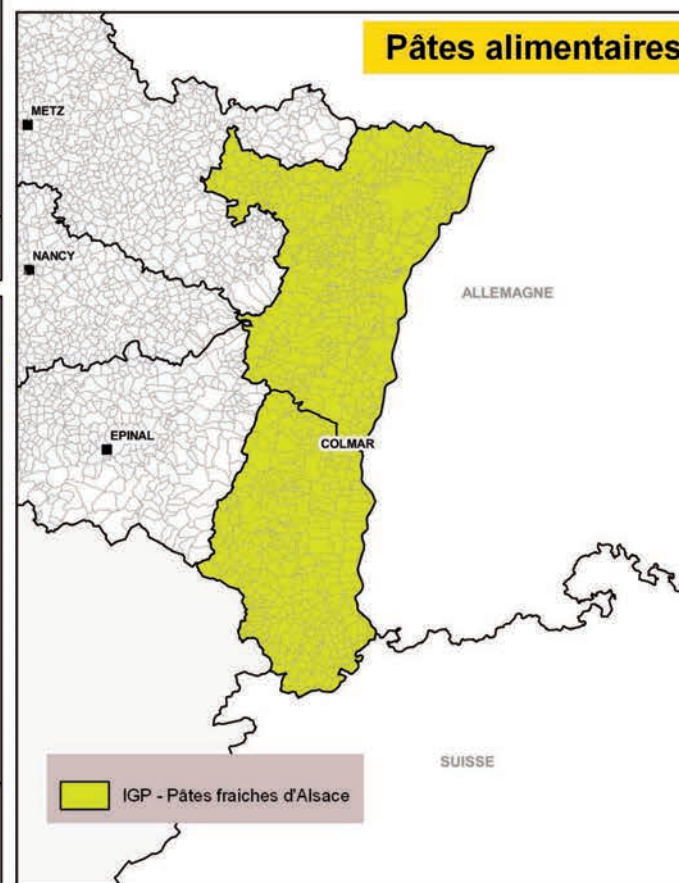 Pâtes alimentaires
METZ
NANCY
ALLEMAGNE
EPINAL
COLMAR
SUISSE
IGP - Pâtes fraiches d'Alsace